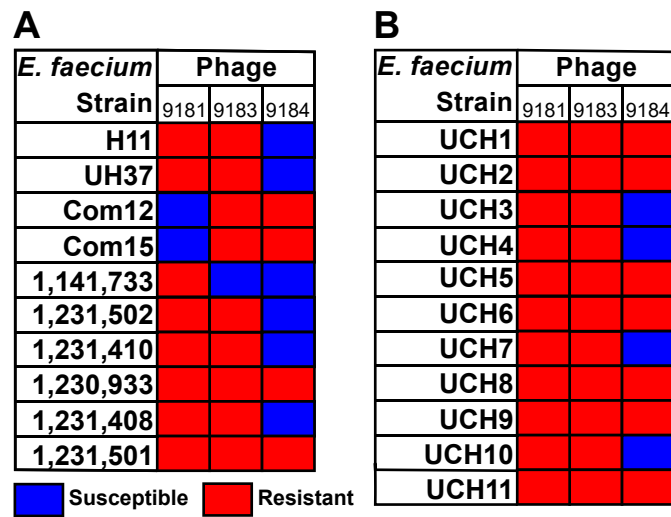 A
E. faecium Phage
Strain 9181 9183 9184
H11
UH37
Com12
Com15
1,141,733
1,231,502
1,231,410
1,230,933
1,231,408
1,231,501
Susceptible Resistant
B
E. faecium Phage
Strain 9181 9183 9184
UCH1
UCH2
UCH3
UCH4
UCH5
UCH6
UCH7
UCH8
UCH9
UCH10
UCH11